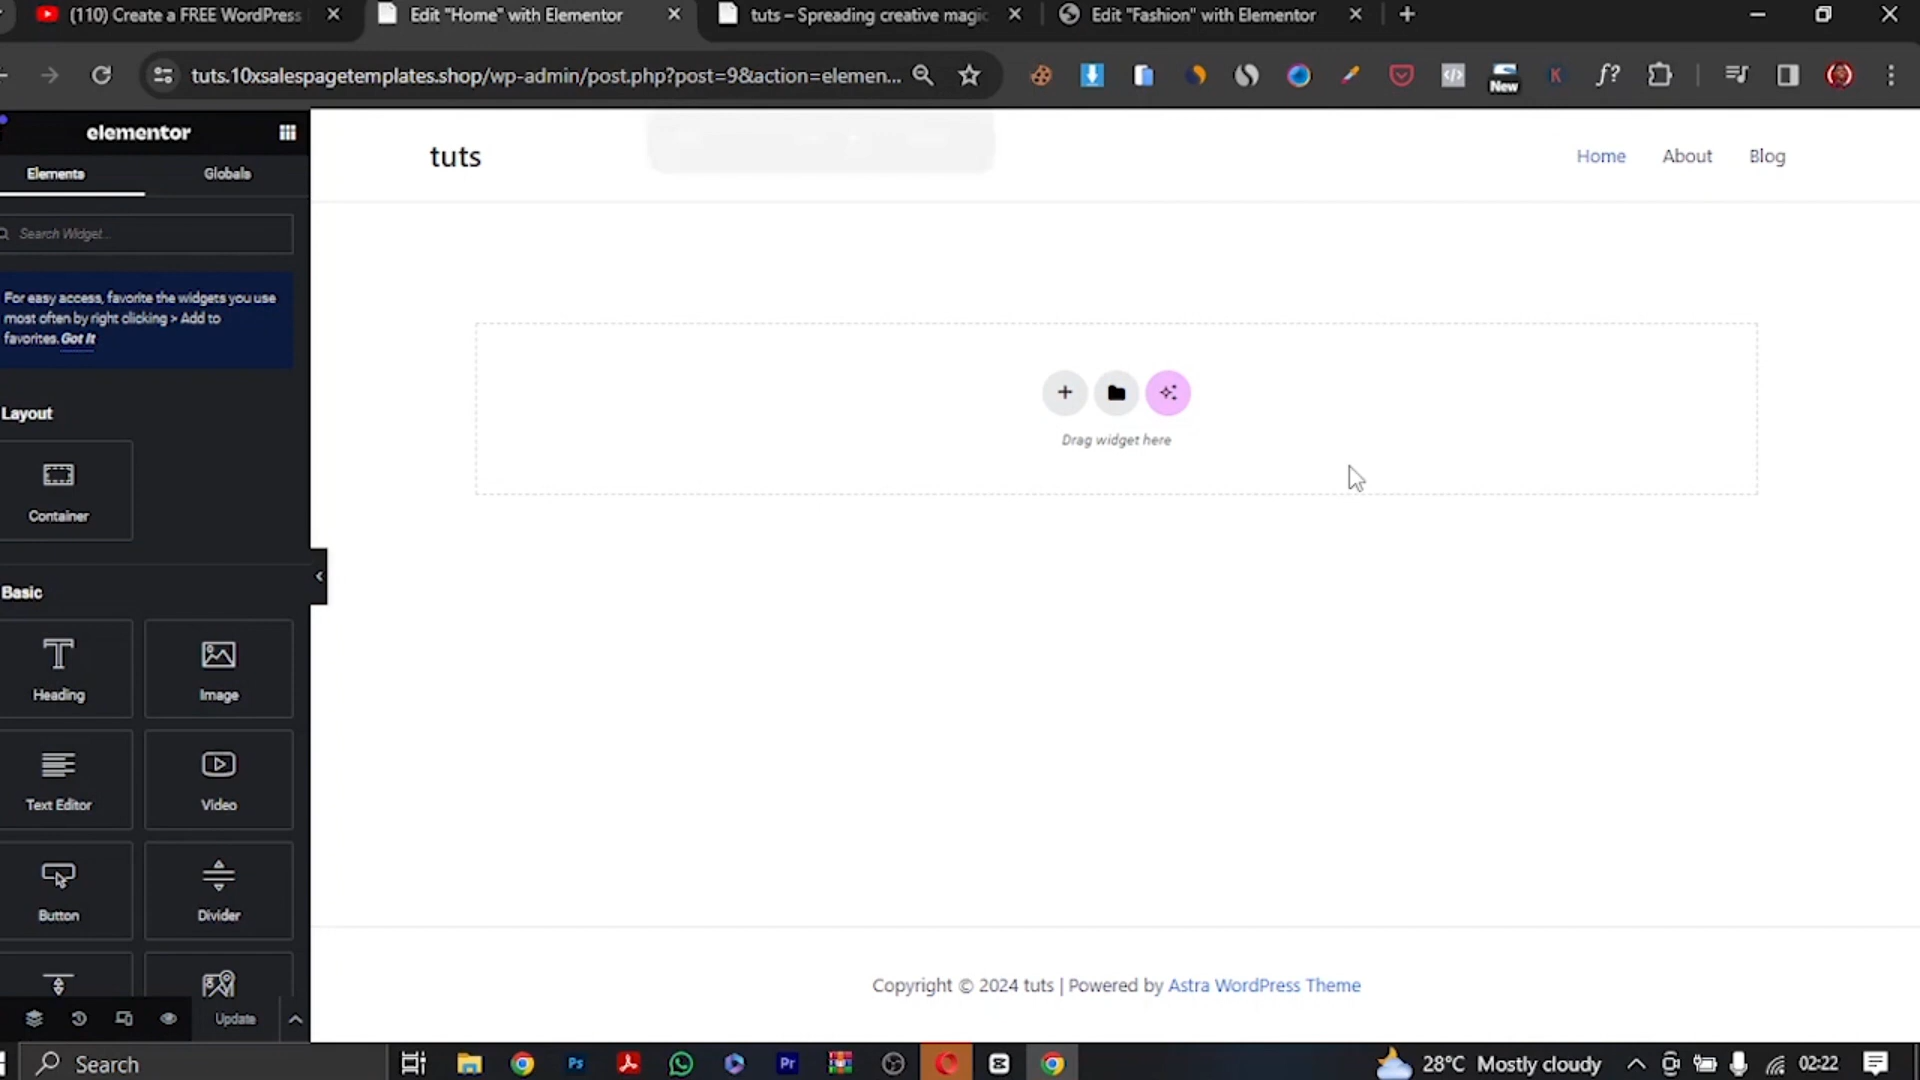 (110) Create a FREE WordPress
Edit "Home" with Elementor
tuts – Spreading creative magic
Edit "Fashion" with Elementor
tuts.10xsalespagetemplates.shop/wp-admin/post.php?post=9&action=elemen...
New
K
f?
elementor
Elements
Globals
Search Widget...
For easy access, favorite the widgets you use
most often by right clicking > Add to
favorites. Got It
Layout
Container
Basic
Heading
Image
Text Editor
Video
Button
Divider
Update
tuts
Home
About
Blog
Drag widget here
Copyright © 2024 tuts | Powered by Astra WordPress Theme
Search
Ps
Pr
28°C Mostly cloudy
02:22